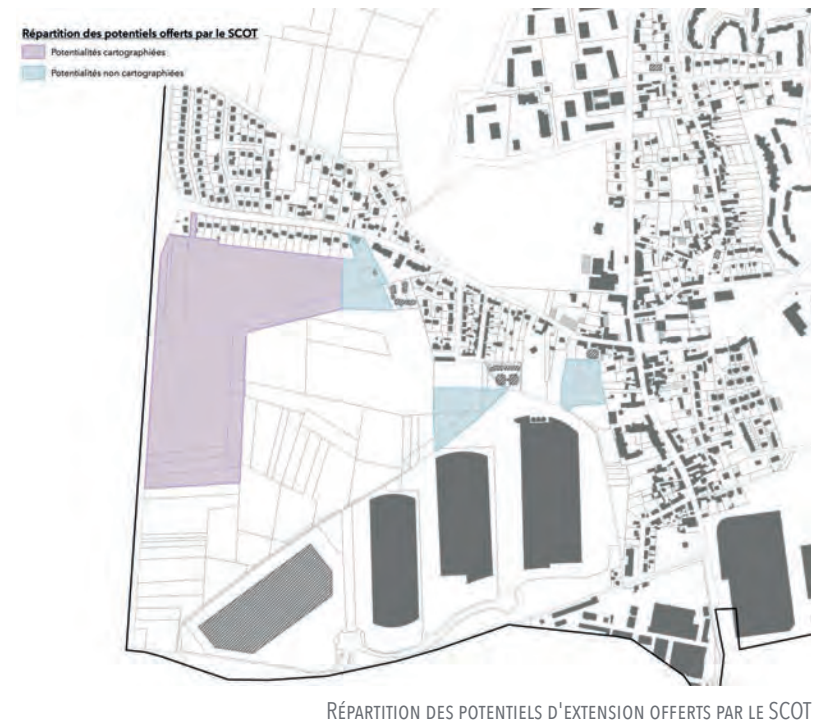 Répartition des potentiels offerts par le SCOT
Potentialités cartographiées
Potentialités non cartographiées
RÉPARTITION DES POTENTIELS D'EXTENSION OFFERTS PAR LE SCOT